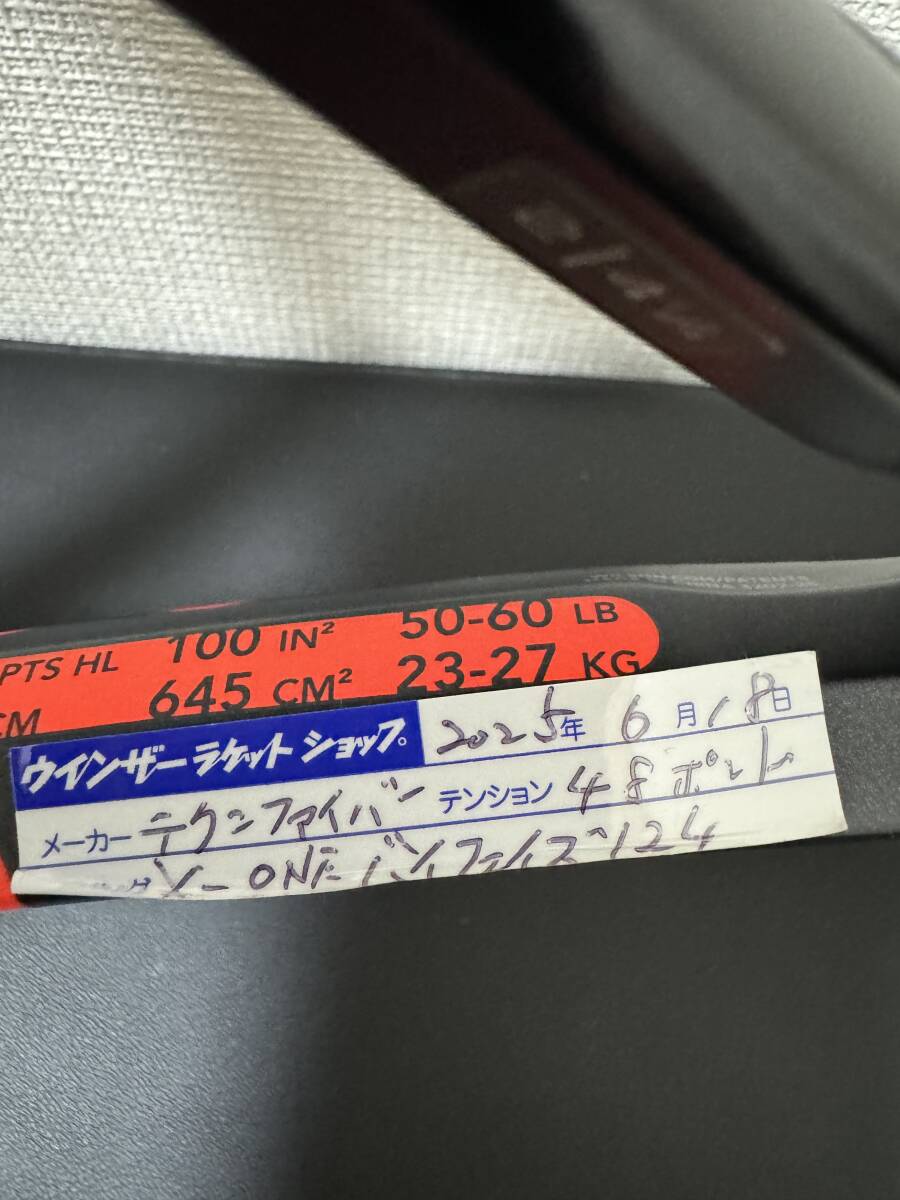 PTS HL 100 IN² 50-60 LB
CM 645 CM² 23-27 KG
ウインザーラケットショップ。 2025年 6月18日
メーカー テクニファイバー テンション 48ポンド
X-ONE バイフェイズ 124